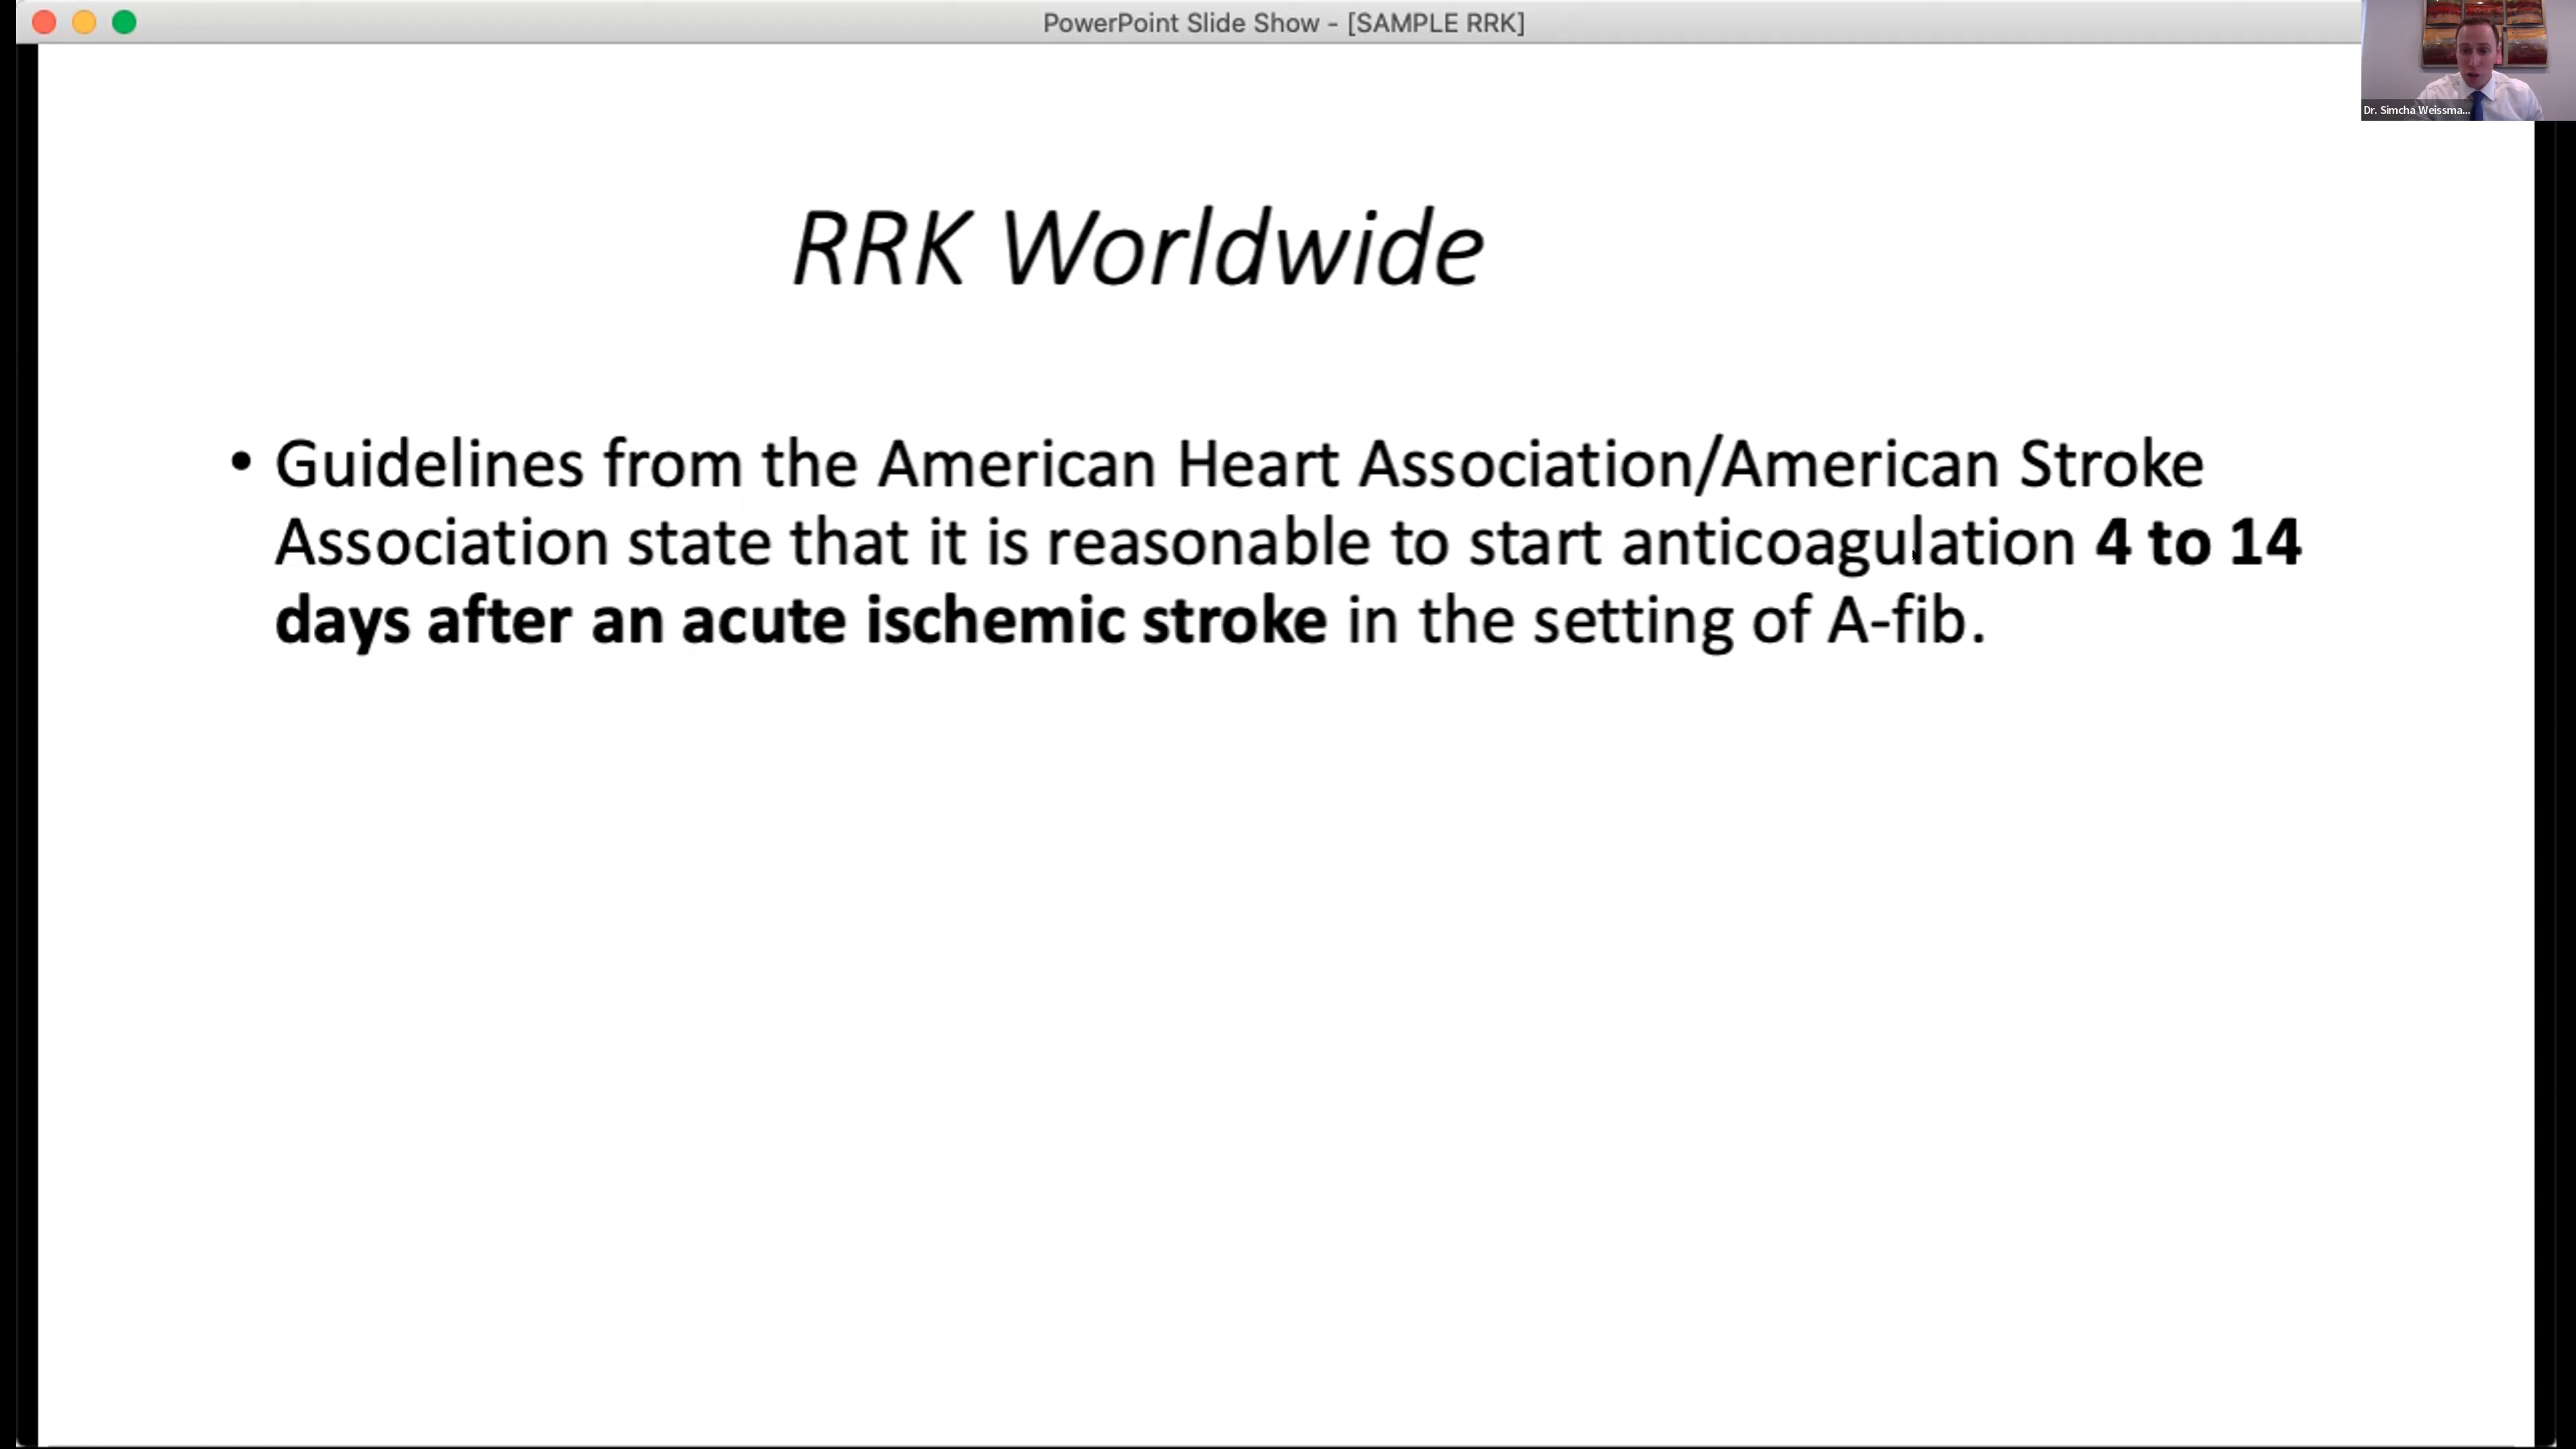 PowerPoint Slide Show - [SAMPLE RRK]
Dr. Simcha Weissma...
RRK Worldwide
• Guidelines from the American Heart Association/American Stroke
Association state that it is reasonable to start anticoagulation 4 to 14
days after an acute ischemic stroke in the setting of A-fib.